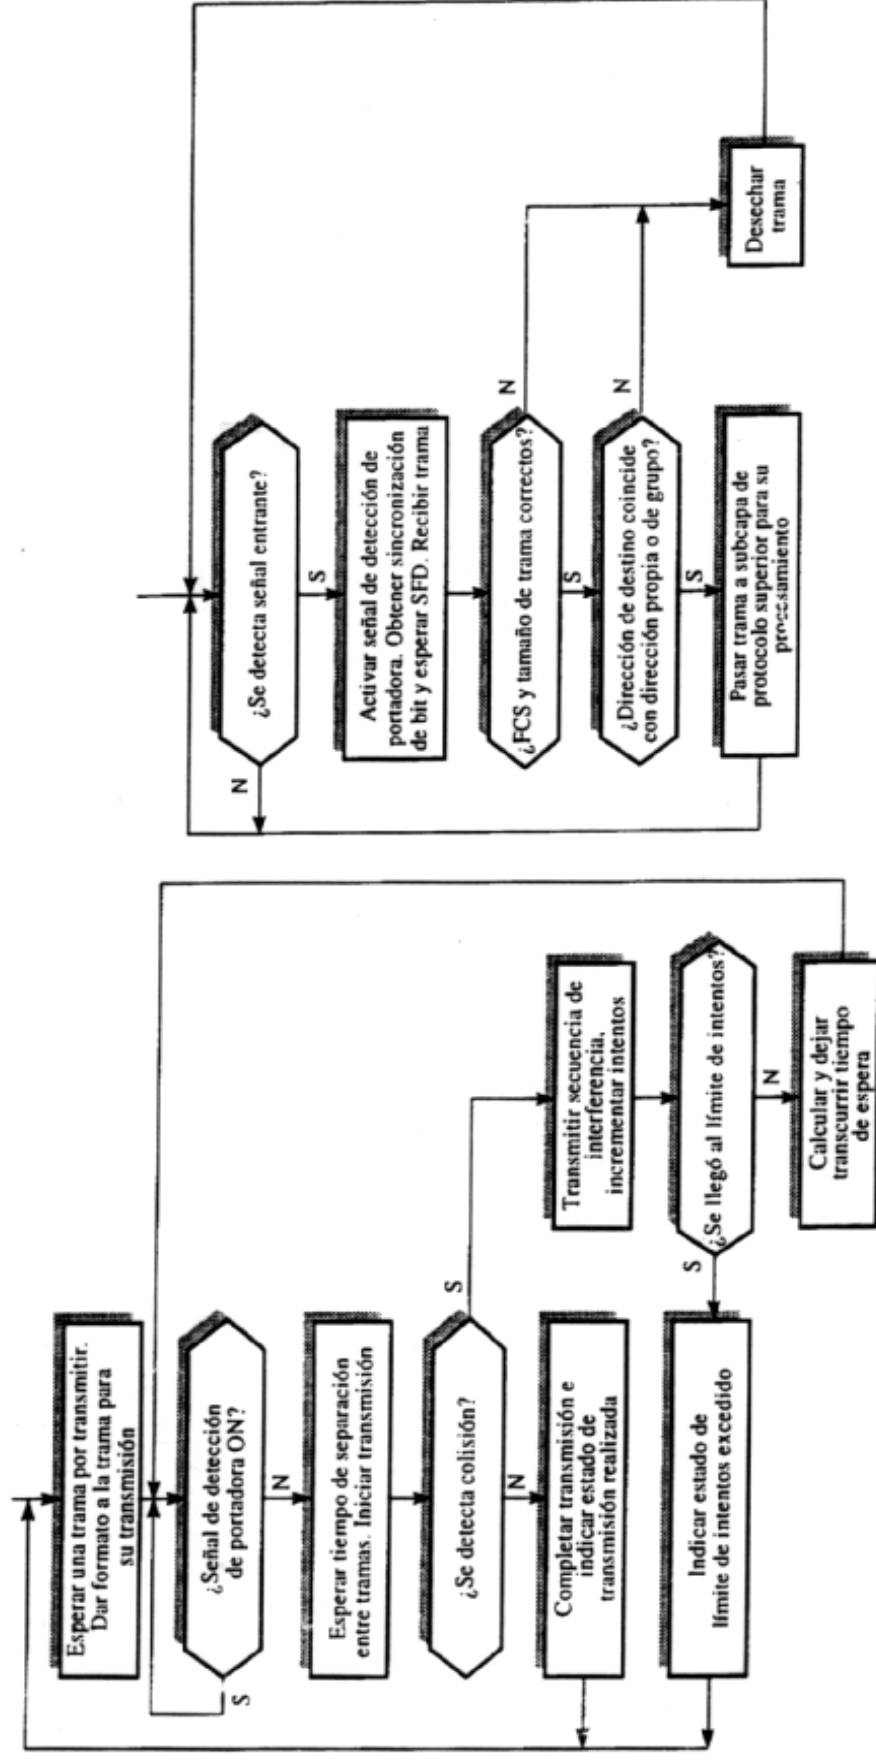 Esperar una trama por transmitir.
Dar formato a la trama para
su transmisión
¿Señal de detección
de portadora ON?
S
N
Esperar tiempo de separación
entre tramas. Iniciar transmisión
¿Se detecta colisión?
S
N
Completar transmisión e
indicar estado de
transmisión realizada
Transmitir secuencia de
interferencia,
incrementar intentos
¿Se llegó al límite de intentos?
S
N
Indicar estado de
límite de intentos excedido
Calcular y dejar
transcurrir tiempo
de espera
¿Se detecta señal entrante?
N
S
Activar señal de detección de
portadora. Obtener sincronización
de bit y esperar SFD. Recibir trama
¿FCS y tamaño de trama correctos?
N
S
¿Dirección de destino coincide
con dirección propia o de grupo?
N
S
Pasar trama a subcapa de
protocolo superior para su
procesamiento
Desechar
trama